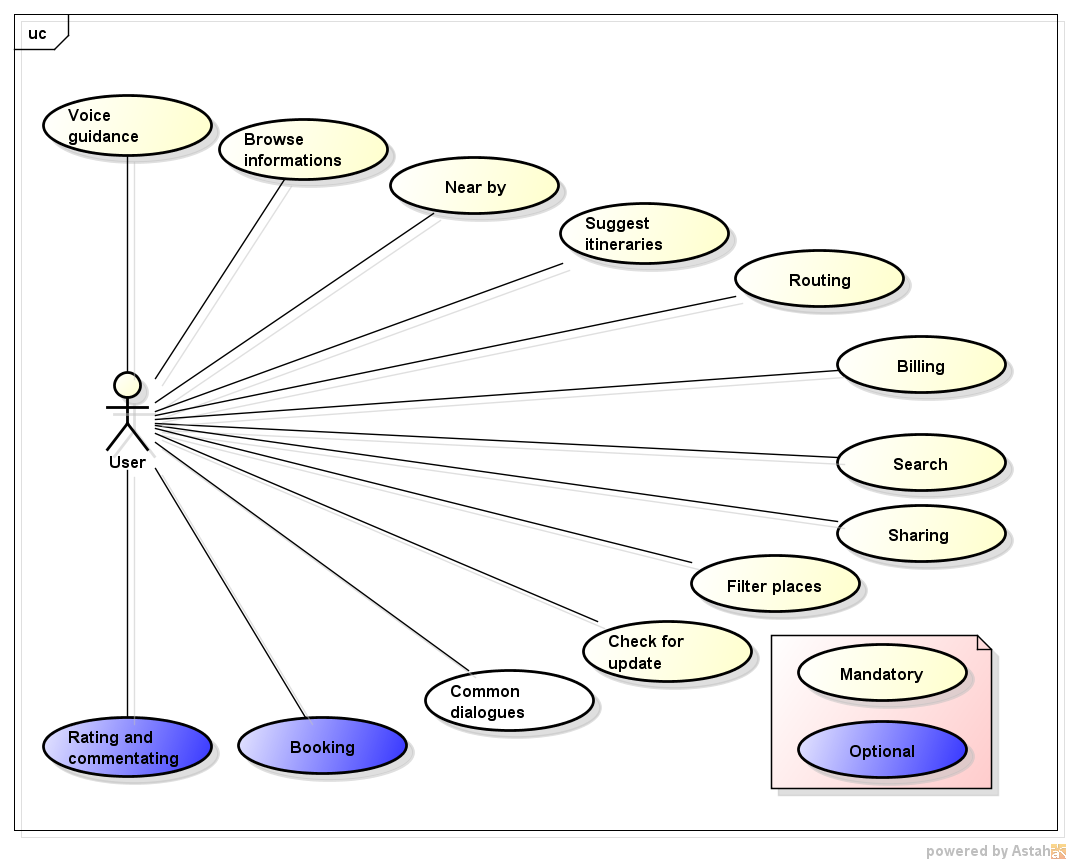 uc
Voice
guidance
Browse
informations
Near by
Suggest
itineraries
Routing
Billing
Search
Sharing
Filter places
Check for
update
Common
dialogues
Booking
Rating and
commentating
User
Mandatory
Optional
powered by Astah